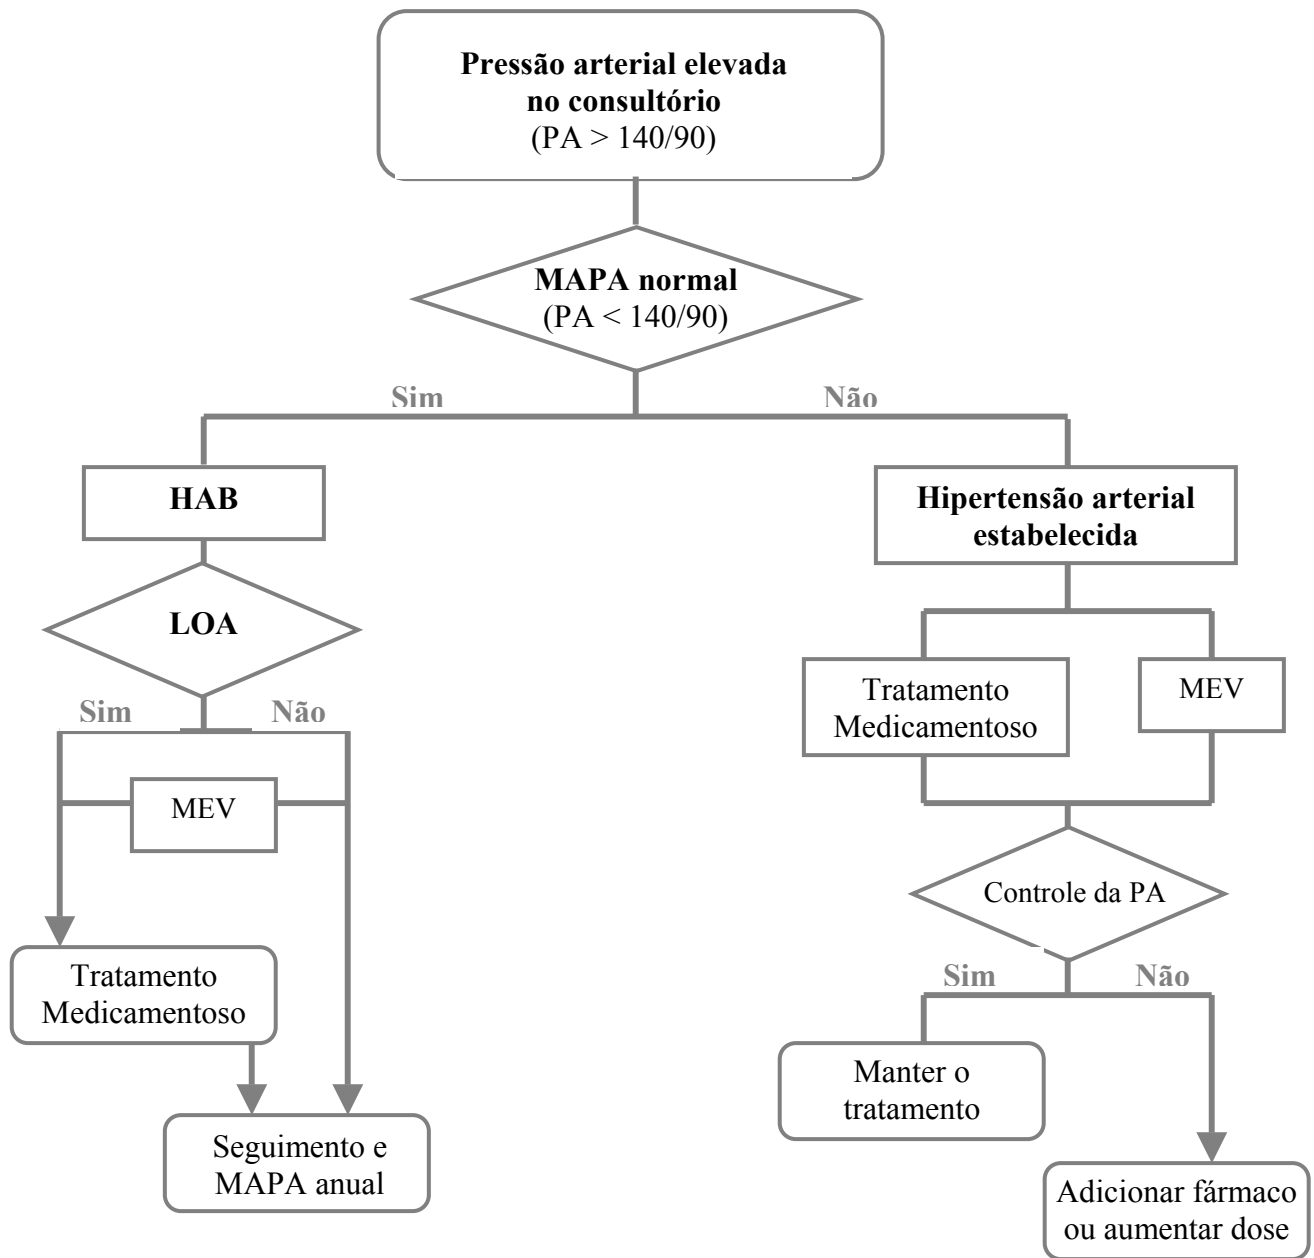 Pressão arterial elevada
no consultório
(PA > 140/90)
MAPA normal
(PA < 140/90)
Sim
Não
HAB
Hipertensão arterial
estabelecida
LOA
Sim
Não
MEV
Tratamento
Medicamentoso
MEV
Controle da PA
Tratamento
Medicamentoso
Seguimento e
MAPA anual
Sim
Não
Manter o
tratamento
Adicionar fármaco
ou aumentar dose